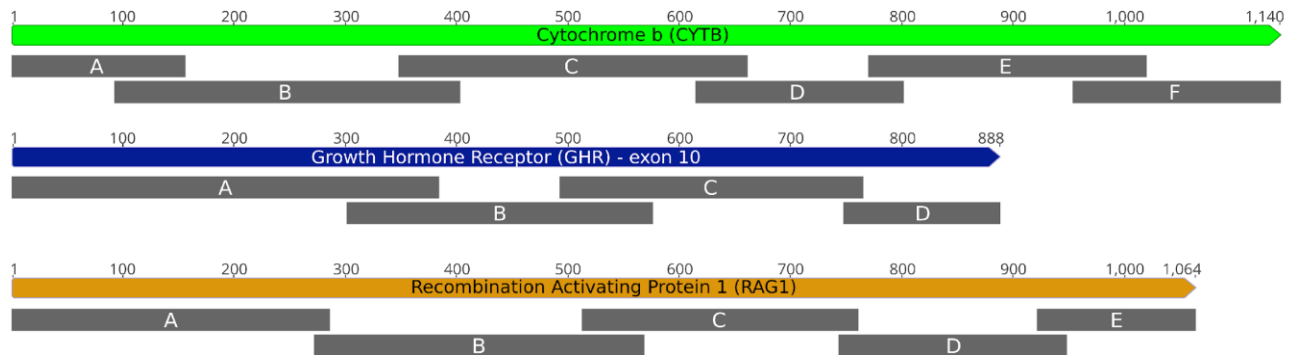 1 100 200 300 400 500 600 700 800 900 1,000 1,140
Cytochrome b (CYTB)
A C E
B D F
1 100 200 300 400 500 600 700 800 888
Growth Hormone Receptor (GHR) - exon 10
A C
B D
1 100 200 300 400 500 600 700 800 900 1,000 1,064
Recombination Activating Protein 1 (RAG1)
A C E
B D